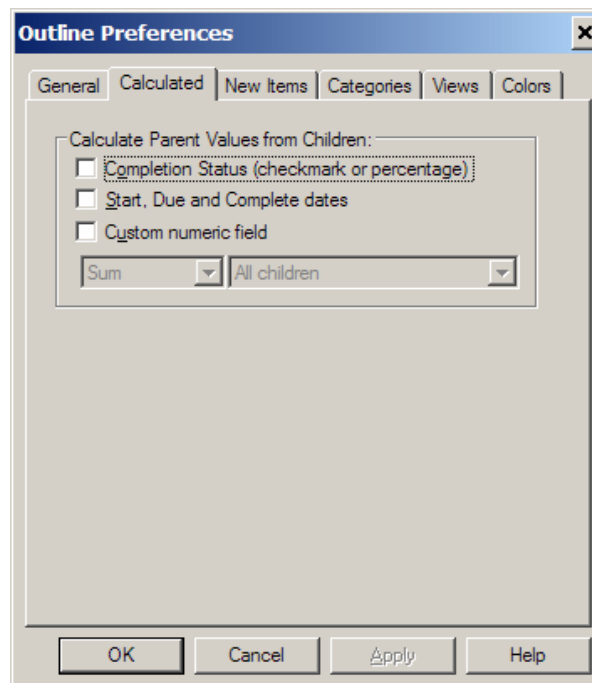 Outline Preferences
General Calculated New Items Categories Views Colors
Calculate Parent Values from Children:
Completion Status (checkmark or percentage)
Start, Due and Complete dates
Custom numeric field
Sum All children
OK Cancel Apply Help